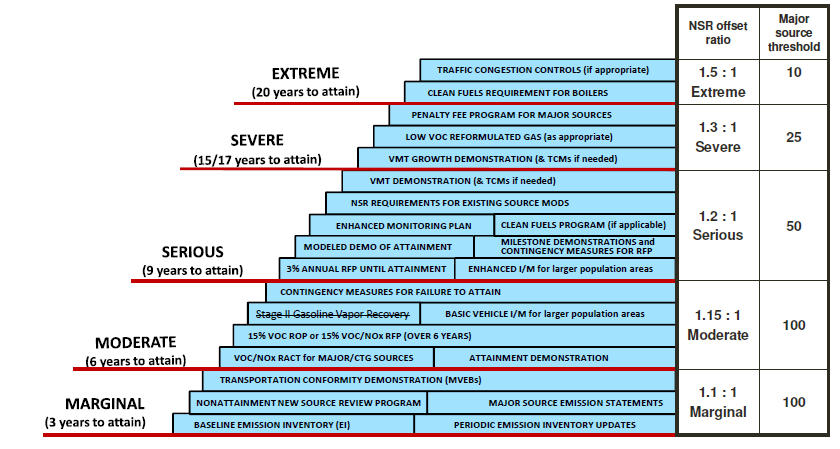 NSR offset ratio
Major source threshold
EXTREME
(20 years to attain)
TRAFFIC CONGESTION CONTROLS (if appropriate)
CLEAN FUELS REQUIREMENT FOR BOILERS
1.5 : 1
Extreme
10
SEVERE
(15/17 years to attain)
PENALTY FEE PROGRAM FOR MAJOR SOURCES
LOW VOC REFORMULATED GAS (as appropriate)
VMT GROWTH DEMONSTRATION (& TCMs if needed)
1.3 : 1
Severe
25
SERIOUS
(9 years to attain)
VMT DEMONSTRATION (& TCMs if needed)
NSR REQUIREMENTS FOR EXISTING SOURCE MODS
ENHANCED MONITORING PLAN
CLEAN FUELS PROGRAM (if applicable)
MODELED DEMO OF ATTAINMENT
MILESTONE DEMONSTRATIONS and
CONTINGENCY MEASURES FOR RFP
3% ANNUAL RFP UNTIL ATTAINMENT
ENHANCED I/M for larger population areas
1.2 : 1
Serious
50
MODERATE
(6 years to attain)
CONTINGENCY MEASURES FOR FAILURE TO ATTAIN
Stage II Gasoline Vapor Recovery
BASIC VEHICLE I/M for larger population areas
15% VOC ROP or 15% VOC/NOx RFP (OVER 6 YEARS)
VOC/NOx RACT for MAJOR/CTG SOURCES
ATTAINMENT DEMONSTRATION
1.15 : 1
Moderate
100
MARGINAL
(3 years to attain)
TRANSPORTATION CONFORMITY DEMONSTRATION (MVEBs)
NONATTAINMENT NEW SOURCE REVIEW PROGRAM
MAJOR SOURCE EMISSION STATEMENTS
BASELINE EMISSION INVENTORY (EI)
PERIODIC EMISSION INVENTORY UPDATES
1.1 : 1
Marginal
100